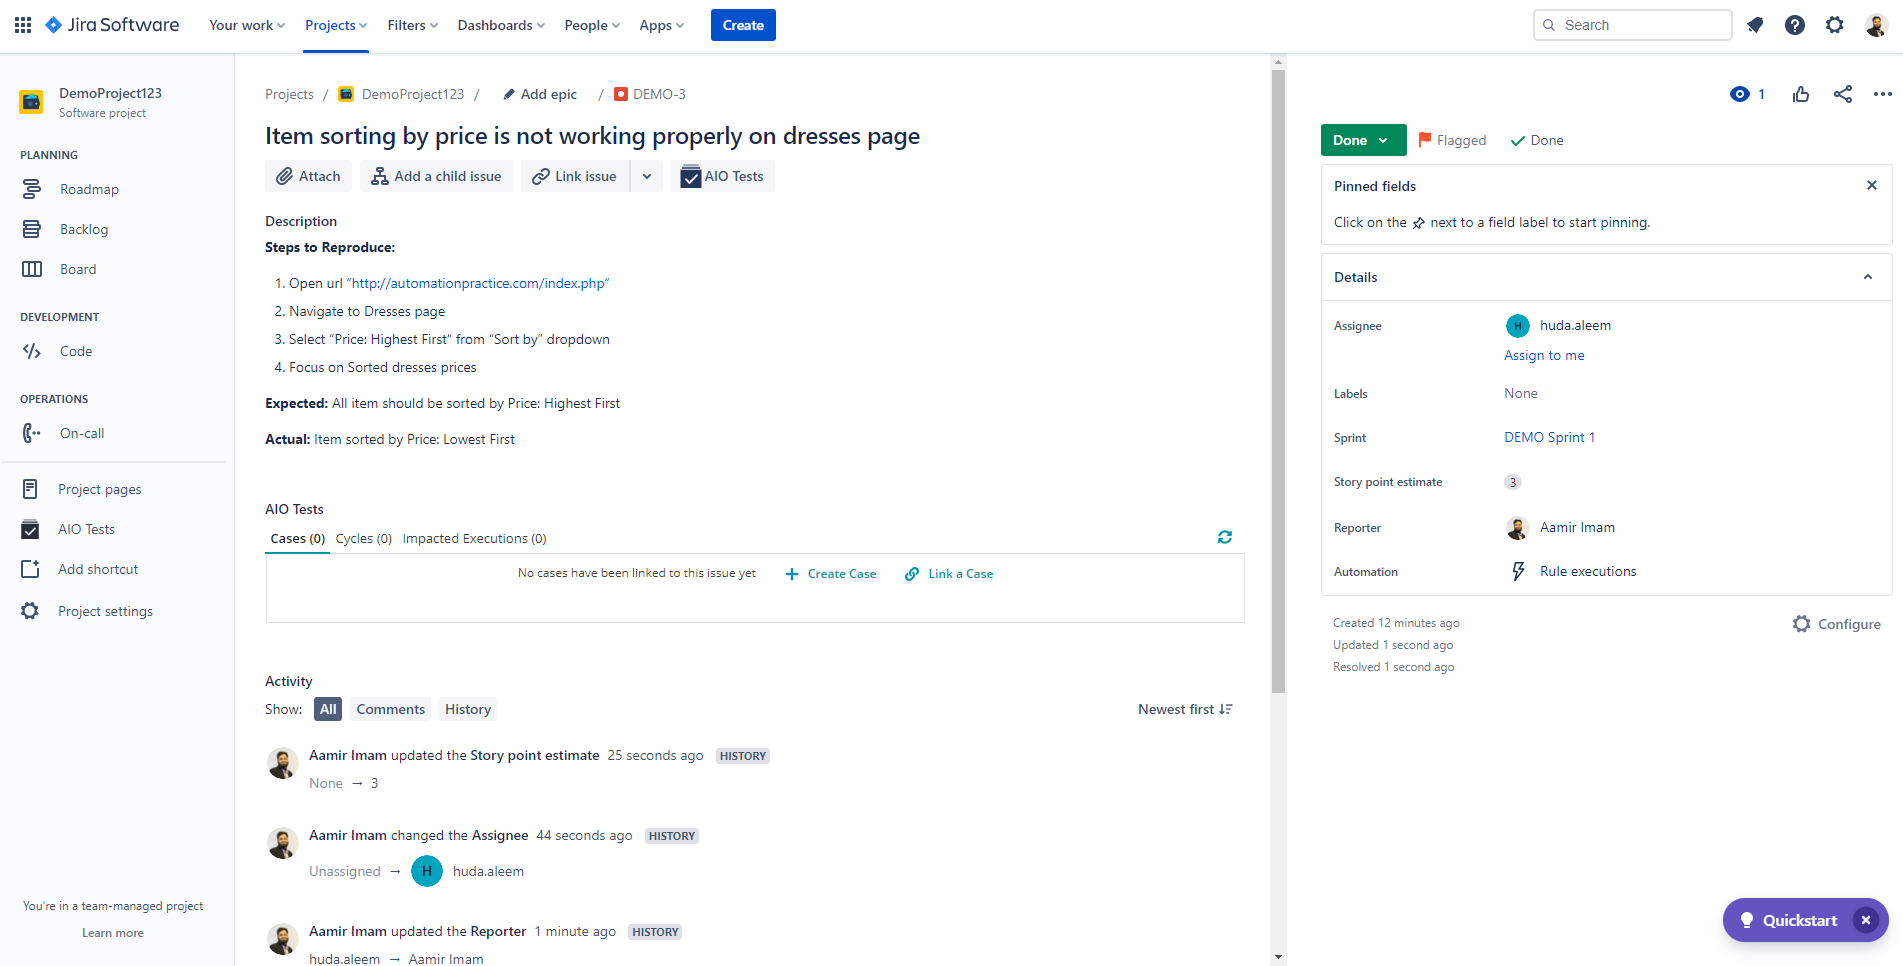 Jira Software
Your work
Projects
Filters
Dashboards
People
Apps
Create
Search
DemoProject123
Software project
PLANNING
Roadmap
Backlog
Board
DEVELOPMENT
Code
OPERATIONS
On-call
Project pages
AIO Tests
Add shortcut
Project settings
You're in a team-managed project
Learn more
Projects / DemoProject123 / Add epic / DEMO-3
Item sorting by price is not working properly on dresses page
Attach
Add a child issue
Link issue
AIO Tests
Description
Steps to Reproduce:
1. Open url “http://automationpractice.com/index.php”
2. Navigate to Dresses page
3. Select “Price: Highest First” from “Sort by” dropdown
4. Focus on Sorted dresses prices
Expected: All item should be sorted by Price: Highest First
Actual: Item sorted by Price: Lowest First
AIO Tests
Cases (0) Cycles (0) Impacted Executions (0)
No cases have been linked to this issue yet + Create Case Link a Case
Activity
Show: All Comments History
Newest first
Aamir Imam updated the Story point estimate 25 seconds ago HISTORY
None → 3
Aamir Imam changed the Assignee 44 seconds ago HISTORY
Unassigned → H huda.aleem
Aamir Imam updated the Reporter 1 minute ago HISTORY
huda.aleem → Aamir Imam
1
Done
Flagged
Done
Pinned fields
Click on the next to a field label to start pinning.
Details
Assignee
H huda.aleem
Assign to me
Labels
None
Sprint
DEMO Sprint 1
Story point estimate
3
Reporter
Aamir Imam
Automation
Rule executions
Created 12 minutes ago
Updated 1 second ago
Resolved 1 second ago
Configure
Quickstart